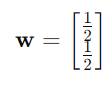 w = [1/2
1/2]